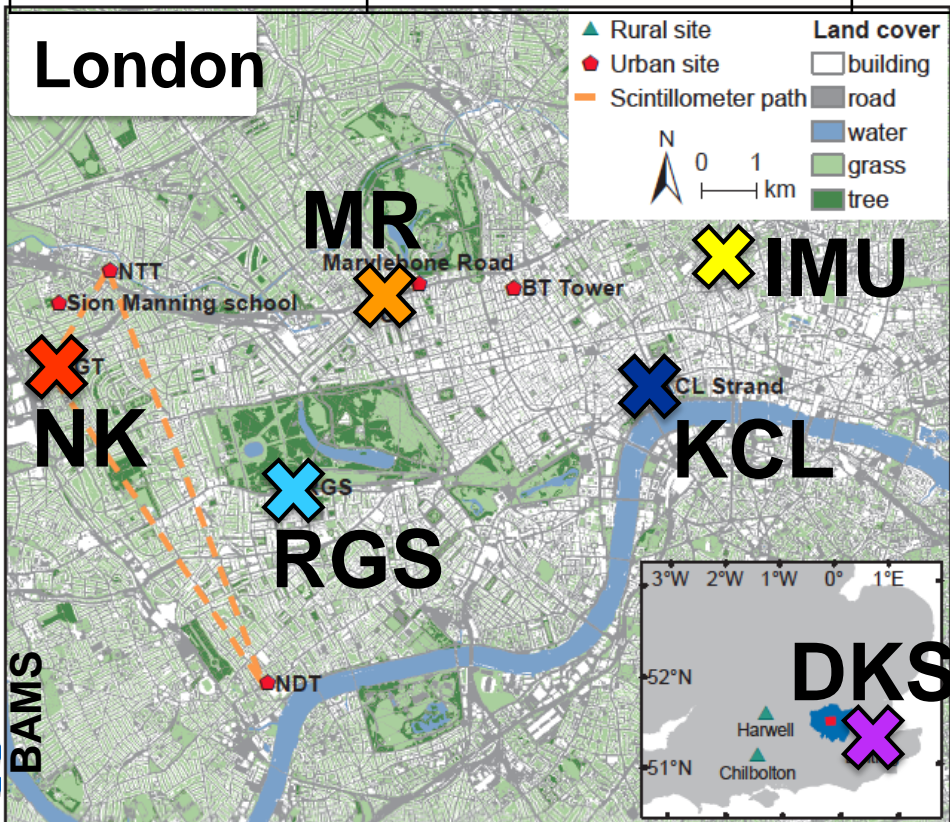 London
Rural site
Urban site
Scintillometer path
N
0 1
km
Land cover
building
road
water
grass
tree
MR
Marylebone Road
IMU
NTT
BT Tower
Sion Manning school
GT
CL Strand
NK
KCL
GS
RGS
3°W 2°W 1°W 0° 1°E
DKS
52°N
BAMS
NDT
Harwell
51°N
Chilbolton